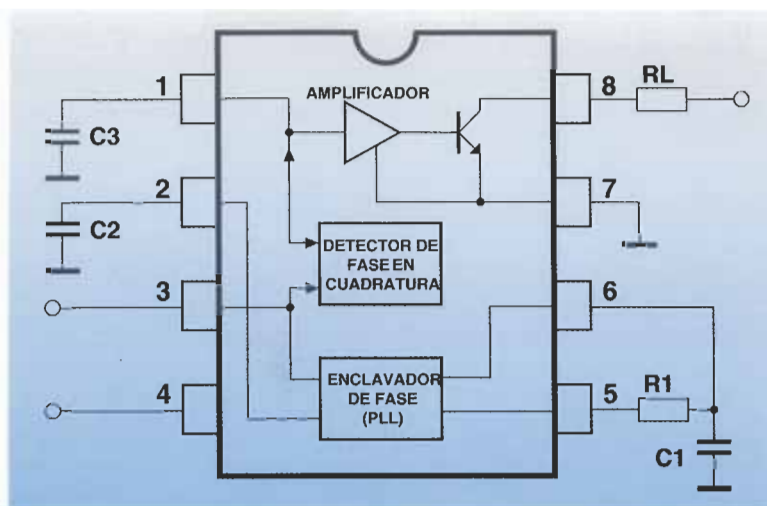 AMPLIFICADOR
1
8
RL
C3
2
7
C2
DETECTOR DE
FASE EN
CUADRATURA
3
6
ENCLAVADOR
DE FASE
(PLL)
4
5
R1
C1